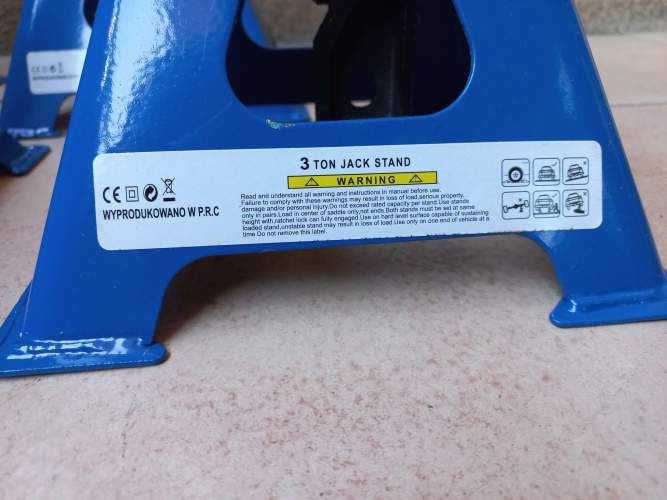 3 TON JACK STAND
WARNING
CE
WYPRODUKOWANO W P.R.C
Read and understand all warning and instructions In manual before use.
Failure to comply with these warnings may result in loss of load,serious property,
damage and/or personal injury.Do not exceed rated capacity per stand.Use stands
only in pairs.Load in center of saddle only,not ends.Both stands must be set at same
height,with ratchet lock can fully engaged.Use on hard level surface capable of sustaining
loaded stand,unstable stand may result in loss of load.Use only on one end of vehicle at a
time.Do not remove this label.
CE